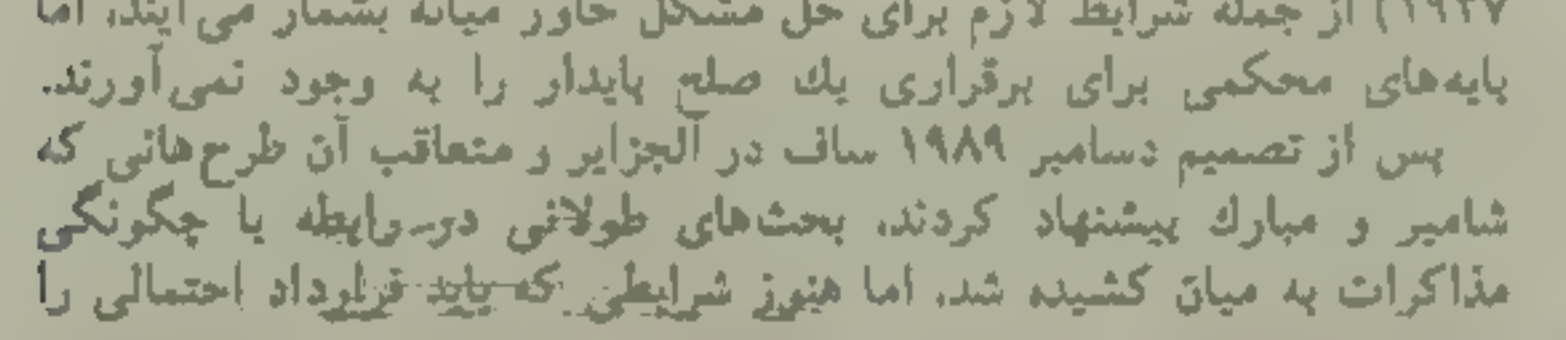 ۱۹۴۷) از جمله شرایط لازم برای حل مشکل خاور میانه بشمار می‌آیند، اما
پایه‌های محکمی برای برقراری یك صلح پایدار را به وجود نمی‌آورند.
پس از تصمیم دسامبر ۱۹۸۹ ساف در آلجزایر و متعاقب آن طرح‌هائی که
شامیر و مبارك پیشنهاد کردند، بحث‌های طولانی در رابطه با چگونگی
مذاکرات به میان کشیده شد. اما هنوز شرایطی که باید قرارداد احتمالی را